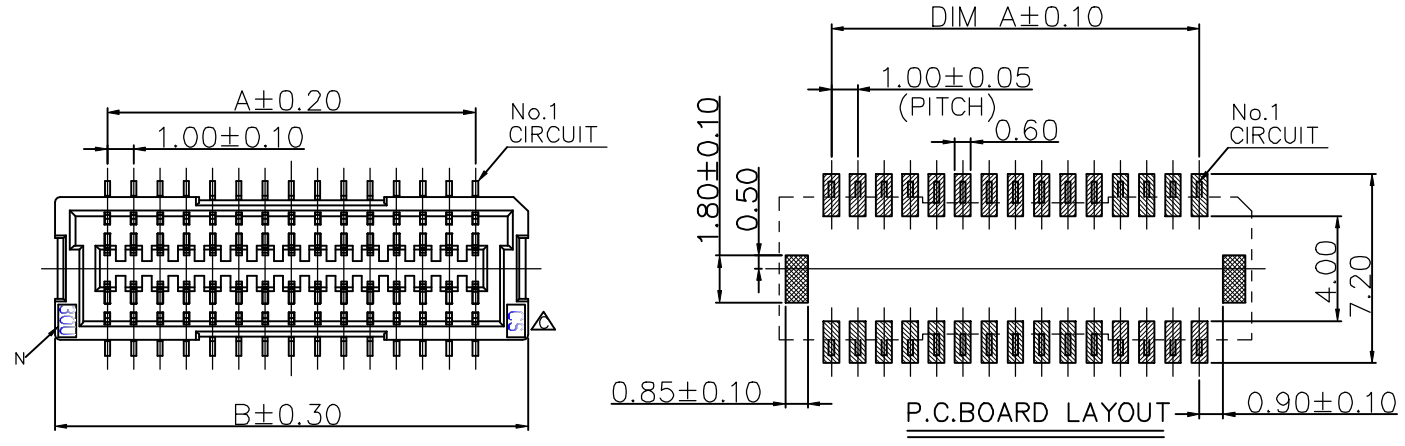 A±0.20
1.00±0.10
No.1
CIRCUIT
30U
CS
C
N
B±0.30
DIM A±0.10
1.00±0.05
(PITCH)
0.60
No.1
CIRCUIT
1.80±0.10
0.50
4.00
7.20
0.85±0.10
0.90±0.10
P.C.BOARD LAYOUT